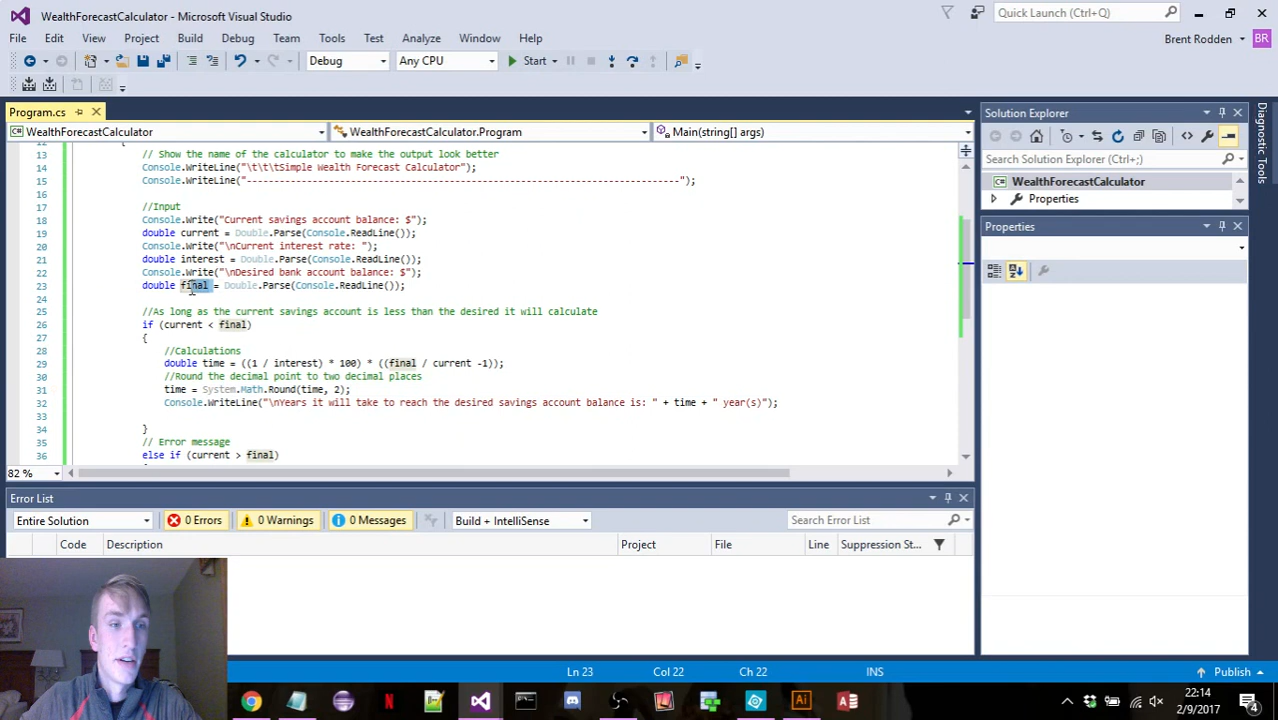 WealthForecastCalculator - Microsoft Visual Studio
Quick Launch (Ctrl+Q)
File Edit View Project Build Debug Team Tools Test Analyze Window Help
Brent Rodden BR
Debug Any CPU Start
Program.cs
WealthForecastCalculator WealthForecastCalculator.Program Main(string[] args)
12 {
13 // Show the name of the calculator to make the output look better
14 Console.WriteLine("\t\t\tSimple Wealth Forecast Calculator");
15 Console.WriteLine("-------------------------------------------------------------------------------");
16
17 //Input
18 Console.Write("Current savings account balance: $");
19 double current = Double.Parse(Console.ReadLine());
20 Console.Write("\nCurrent interest rate: ");
21 double interest = Double.Parse(Console.ReadLine());
22 Console.Write("\nDesired bank account balance: $");
23 double final = Double.Parse(Console.ReadLine());
24
25 //As long as the current savings account is less than the desired it will calculate
26 if (current < final)
27 {
28 //Calculations
29 double time = ((1 / interest) * 100) * ((final / current -1));
30 //Round the decimal point to two decimal places
31 time = System.Math.Round(time, 2);
32 Console.WriteLine("\nYears it will take to reach the desired savings account balance is: " + time + " year(s)");
33
34 }
35 // Error message
36 else if (current > final)
82 %
Solution Explorer
Search Solution Explorer (Ctrl+;)
WealthForecastCalculator
Properties
Properties
Diagnostic Tools
Error List
Entire Solution 0 Errors 0 Warnings 0 Messages Build + IntelliSense Search Error List
Code Description Project File Line Suppression St...
Ln 23 Col 22 Ch 22 INS Publish
22:14
2/9/2017
4